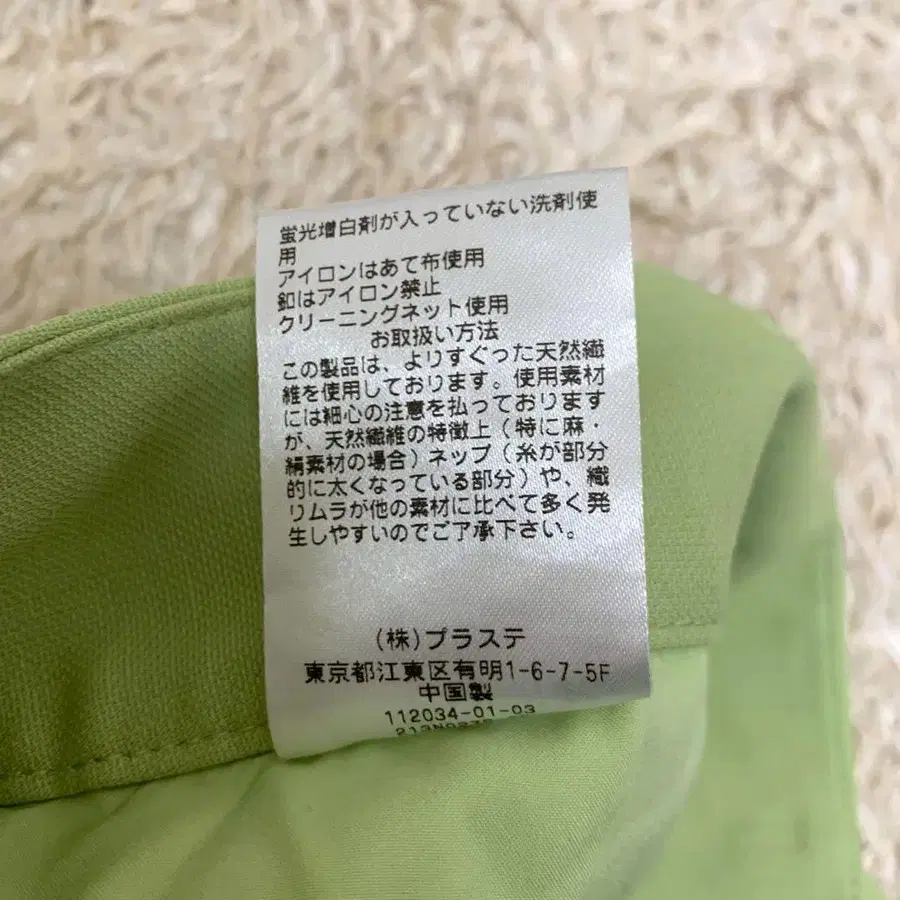 蛍光増白剤が入っていない洗剤使
用
アイロンはあて布使用
釦はアイロン禁止
クリーニングネット使用
お取扱い方法
この製品は、よりすぐった天然繊
維を使用しております。使用素材
には細心の注意を払っております
が、天然繊維の特徴上（特に麻・
絹素材の場合）ネップ（糸が部分
的に太くなっている部分）や、織
リムラが他の素材に比べて多く発
生しやすいのでご了承下さい。
(株)プラステ
東京都江東区有明1-6-7-5F
中国製
112034-01-03